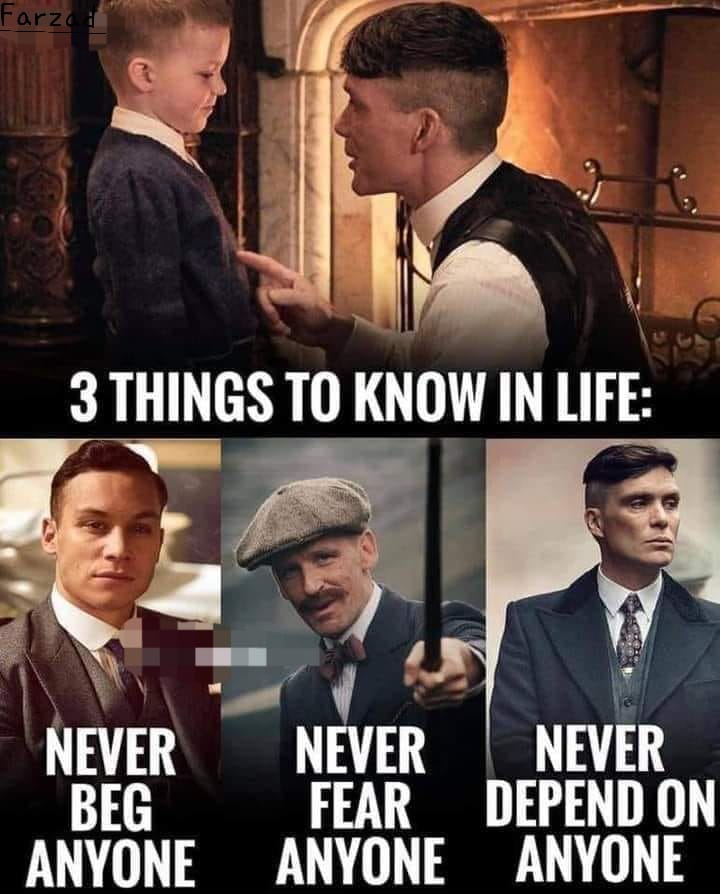 Farzad
3 THINGS TO KNOW IN LIFE:
NEVER
BEG
ANYONE
NEVER
FEAR
ANYONE
NEVER
DEPEND ON
ANYONE